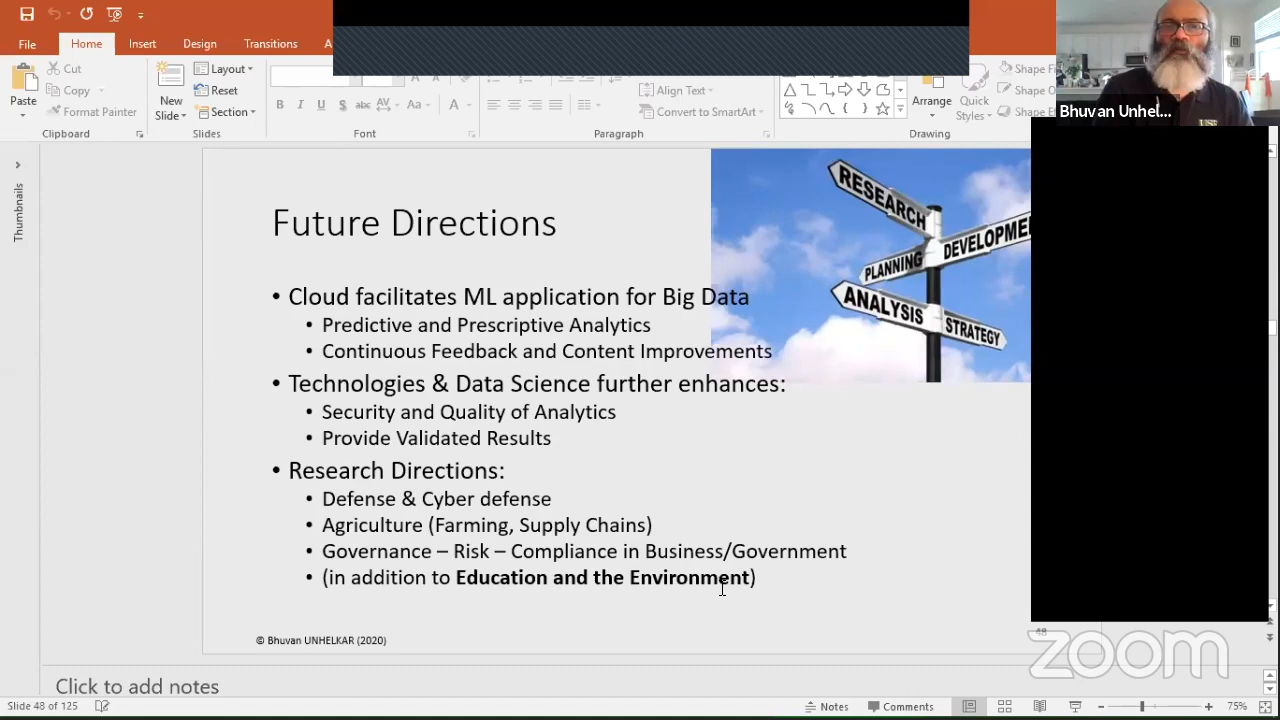 File
Home
Insert
Design
Transitions
A
Paste
Cut
Copy
Format Painter
Clipboard
New
Slide
Layout
Reset
Section
Slides
B I U S abc AV Aa A
Font
Align Text
Convert to SmartArt
Paragraph
Arrange
Quick
Styles
Shape Fi
Shape O
Shape E
Drawing
Bhuvan Unhel...
Thumbnails
Future Directions
RESEARCH
DEVELOPME
PLANNING
ANALYSIS
STRATEGY
• Cloud facilitates ML application for Big Data
• Predictive and Prescriptive Analytics
• Continuous Feedback and Content Improvements
• Technologies & Data Science further enhances:
• Security and Quality of Analytics
• Provide Validated Results
• Research Directions:
• Defense & Cyber defense
• Agriculture (Farming, Supply Chains)
• Governance – Risk – Compliance in Business/Government
• (in addition to Education and the Environment)
© Bhuvan UNHELKAR (2020)
48
zoom
Click to add notes
Slide 48 of 125
Notes
Comments
75%